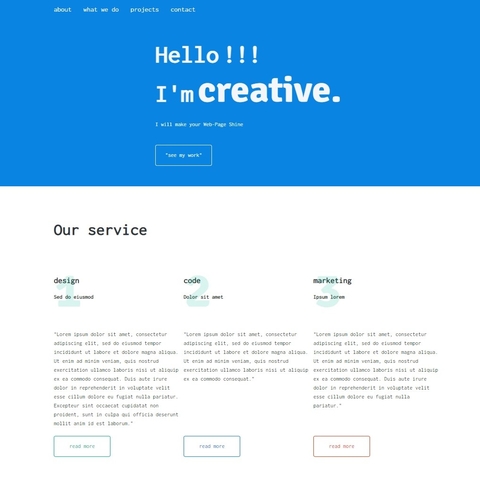 about what we do projects contact
Hello!!!
I'm creative.
I will make your Web-Page Shine
"see my work"
Our service
1
design
Sed do eiusmod
"Lorem ipsum dolor sit amet, consectetur
adipiscing elit, sed do eiusmod tempor
incididunt ut labore et dolore magna aliqua.
Ut enim ad minim veniam, quis nostrud
exercitation ullamco laboris nisi ut aliquip
ex ea commodo consequat. Duis aute irure
dolor in reprehenderit in voluptate velit
esse cillum dolore eu fugiat nulla pariatur.
Excepteur sint occaecat cupidatat non
proident, sunt in culpa qui officia deserunt
mollit anim id est laborum."
read more
2
code
Dolor sit amet
"Lorem ipsum dolor sit amet, consectetur
adipiscing elit, sed do eiusmod tempor
incididunt ut labore et dolore magna aliqua.
Ut enim ad minim veniam, quis nostrud
exercitation ullamco laboris nisi ut aliquip
ex ea commodo consequat."
read more
3
marketing
Ipsum lorem
"Lorem ipsum dolor sit amet, consectetur
adipiscing elit, sed do eiusmod tempor
incididunt ut labore et dolore magna aliqua.
Ut enim ad minim veniam, quis nostrud
exercitation ullamco laboris nisi ut aliquip
ex ea commodo consequat. Duis aute irure
dolor in reprehenderit in voluptate velit
esse cillum dolore eu fugiat nulla
pariatur."
read more